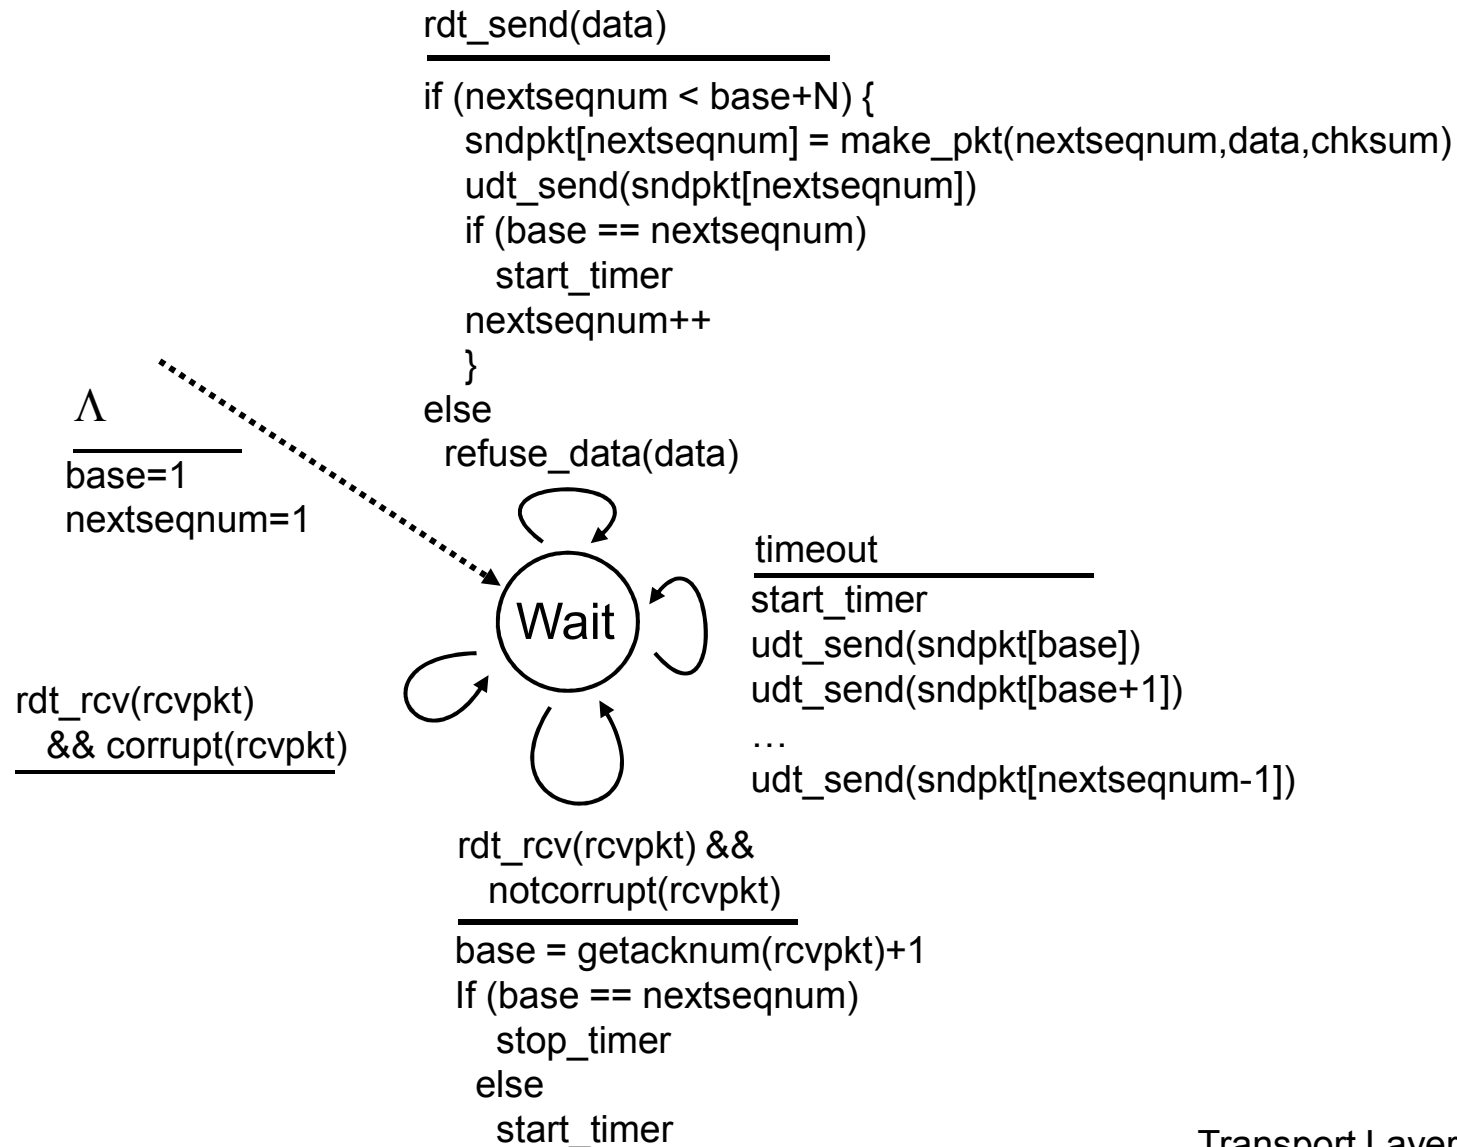 rdt_send(data)
if (nextseqnum < base+N) {
sndpkt[nextseqnum] = make_pkt(nextseqnum,data,chksum)
udt_send(sndpkt[nextseqnum])
if (base == nextseqnum)
start_timer
nextseqnum++
}
else
refuse_data(data)
Λ
base=1
nextseqnum=1
Wait
timeout
start_timer
udt_send(sndpkt[base])
udt_send(sndpkt[base+1])
…
udt_send(sndpkt[nextseqnum-1])
rdt_rcv(rcvpkt)
&& corrupt(rcvpkt)
rdt_rcv(rcvpkt) &&
notcorrupt(rcvpkt)
base = getacknum(rcvpkt)+1
If (base == nextseqnum)
stop_timer
else
start_timer
Transport Layer